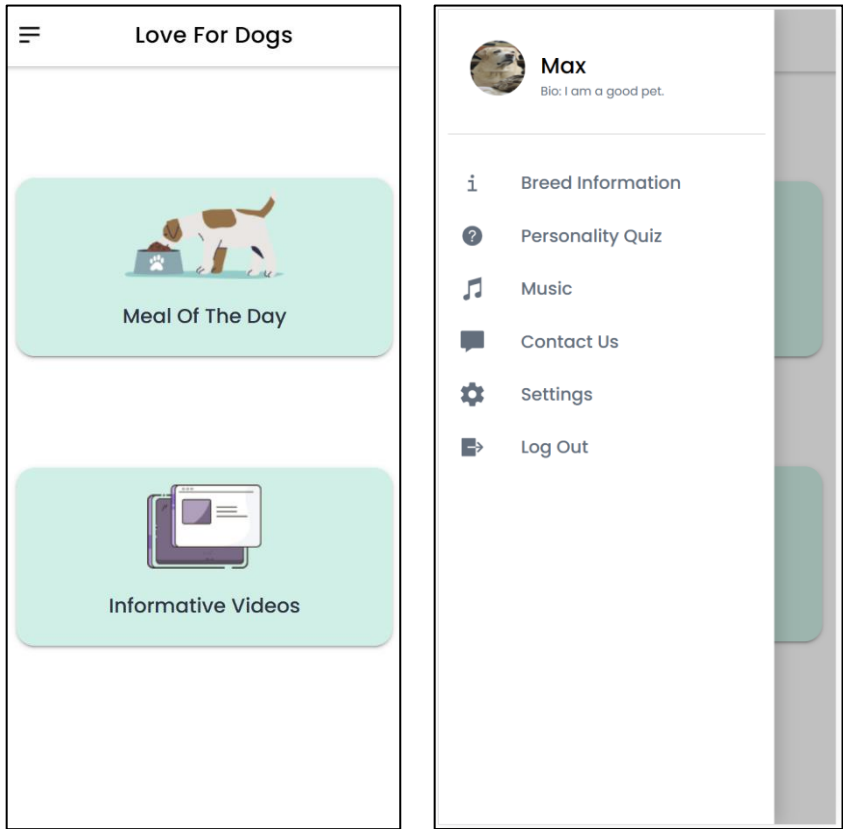 Love For Dogs
Meal Of The Day
Informative Videos
Max
Bio: I am a good pet.
Breed Information
Personality Quiz
Music
Contact Us
Settings
Log Out